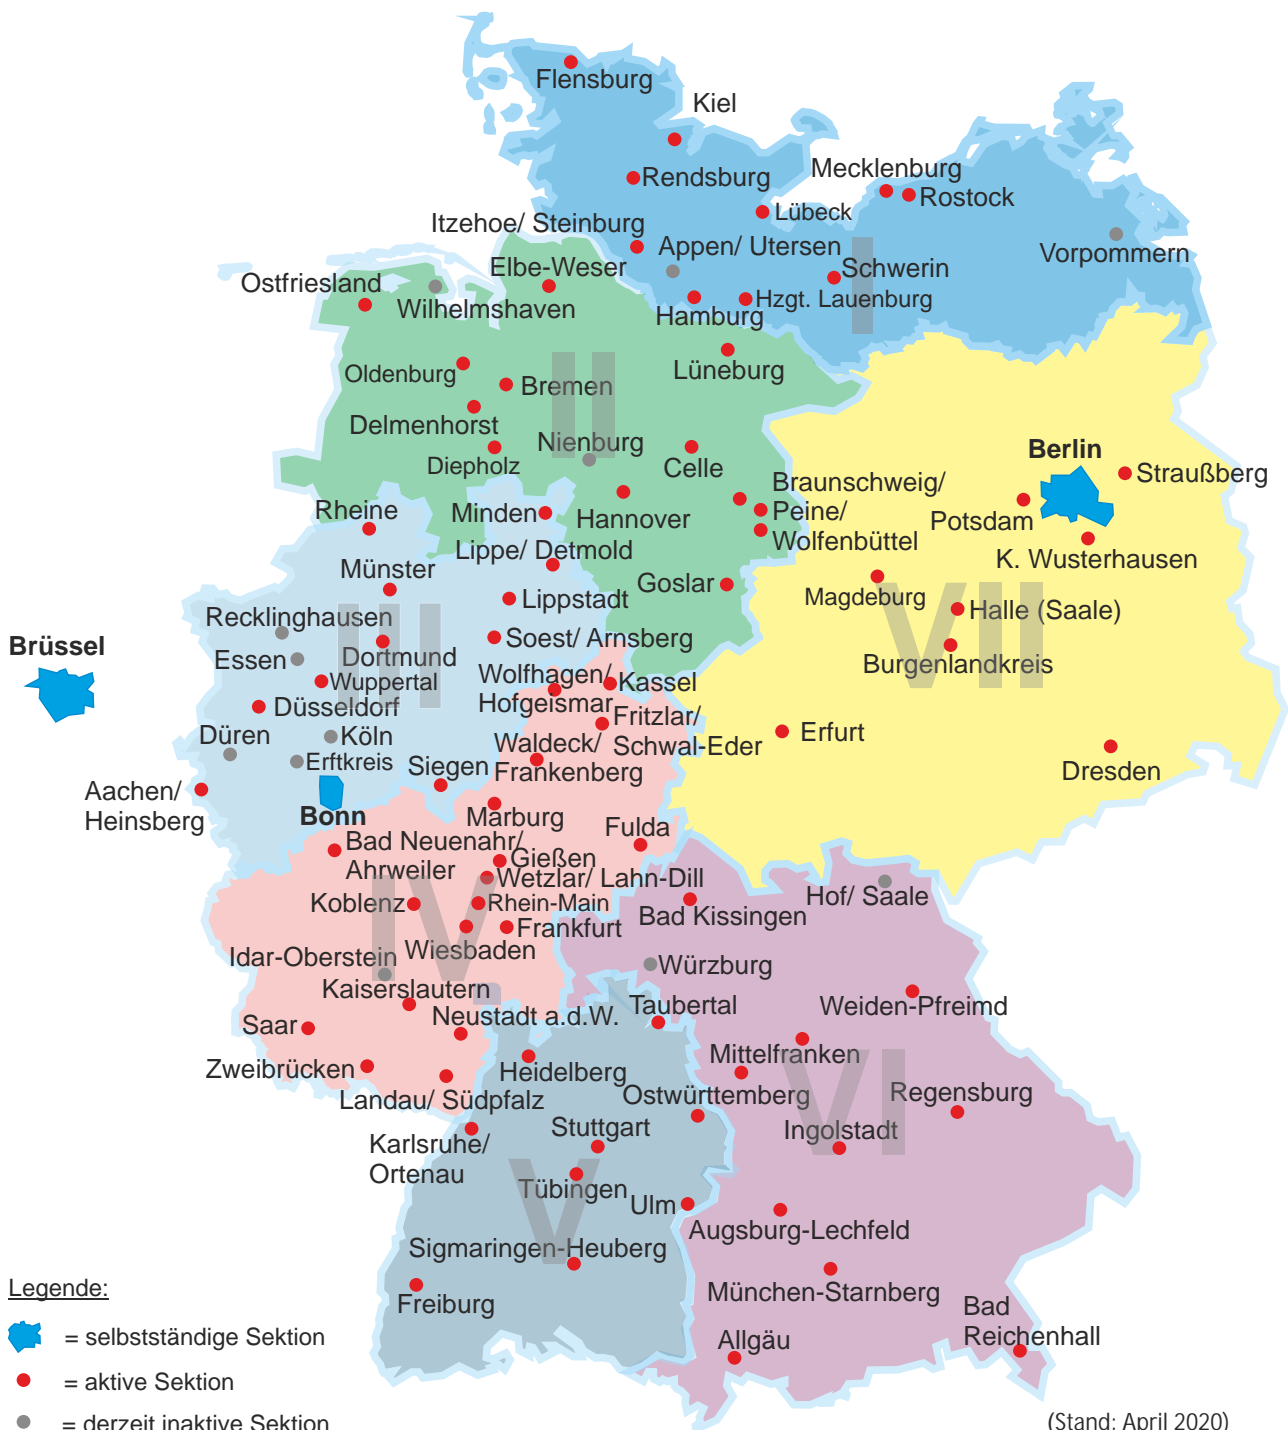 Flensburg
Kiel
Rendsburg
Mecklenburg
Rostock
Lübeck
Itzehoe/ Steinburg
Appen/ Utersen
Vorpommern
Schwerin
I
Elbe-Weser
Ostfriesland
Wilhelmshaven
Hzgt. Lauenburg
Hamburg
Lüneburg
Oldenburg
Bremen
II
Delmenhorst
Nienburg
Diepholz
Celle
Berlin
Straußberg
Braunschweig/
Peine/
Wolfenbüttel
Potsdam
K. Wusterhausen
Rheine
Minden
Hannover
Lippe/ Detmold
Münster
Goslar
Magdeburg
Halle (Saale)
VII
Burgenlandkreis
Lippstadt
Recklinghausen
III
Soest/ Arnsberg
Brüssel
Essen
Dortmund
Wuppertal
Wolfhagen/
Hofgeismar
Kassel
Düsseldorf
Fritzlar/
Schwal-Eder
Erfurt
Düren
Köln
Erftkreis
Waldeck/
Frankenberg
Siegen
Dresden
Aachen/
Heinsberg
Bonn
Marburg
Fulda
Bad Neuenahr/
Ahrweiler
Gießen
Wetzlar/ Lahn-Dill
Hof/ Saale
Koblenz
IV.
Rhein-Main
Bad Kissingen
Frankfurt
Wiesbaden
Idar-Oberstein
Würzburg
Kaiserslautern
Taubertal
Weiden-Pfreimd
Saar
Neustadt a.d.W.
Mittelfranken
Zweibrücken
Heidelberg
VI
Landau/ Südpfalz
Ostwürttemberg
Regensburg
Stuttgart
Ingolstadt
Karlsruhe/
Ortenau
V
Tübingen
Ulm
Augsburg-Lechfeld
Sigmaringen-Heuberg
Freiburg
München-Starnberg
Bad
Reichenhall
Allgäu
Legende:
= selbstständige Sektion
= aktive Sektion
= derzeit inaktive Sektion
(Stand: April 2020)